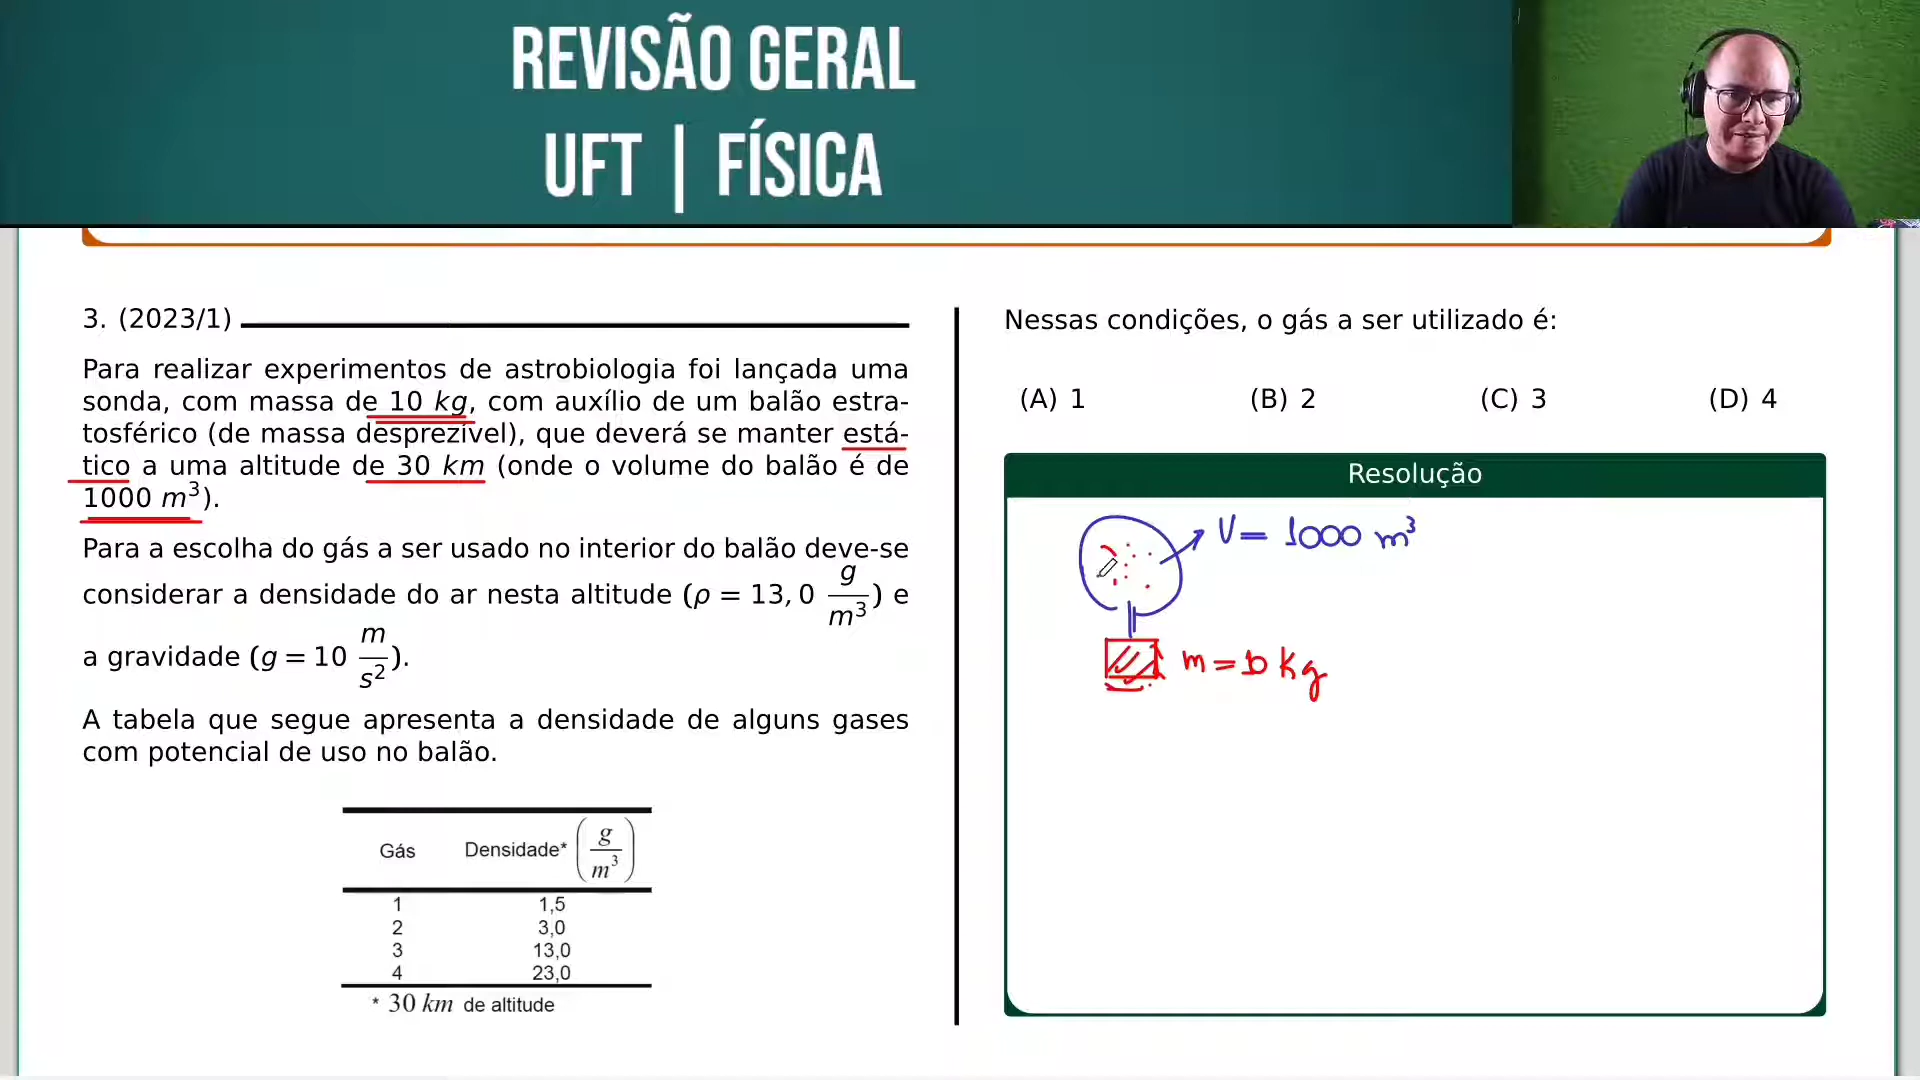 REVISÃO GERAL
UFT | FÍSICA
3. (2023/1)
Para realizar experimentos de astrobiologia foi lançada uma
sonda, com massa de 10 kg, com auxílio de um balão estra-
tosférico (de massa desprezível), que deverá se manter está-
tico a uma altitude de 30 km (onde o volume do balão é de
1000 m³).
Para a escolha do gás a ser usado no interior do balão deve-se
considerar a densidade do ar nesta altitude (ρ = 13,0 g/m³) e
a gravidade (g = 10 m/s²).
A tabela que segue apresenta a densidade de alguns gases
com potencial de uso no balão.
Gás Densidade* (g/m³)
1 1,5
2 3,0
3 13,0
4 23,0
* 30 km de altitude
Nessas condições, o gás a ser utilizado é:
(A) 1 (B) 2 (C) 3 (D) 4
Resolução
V = 1000 m³
m = 10 kg